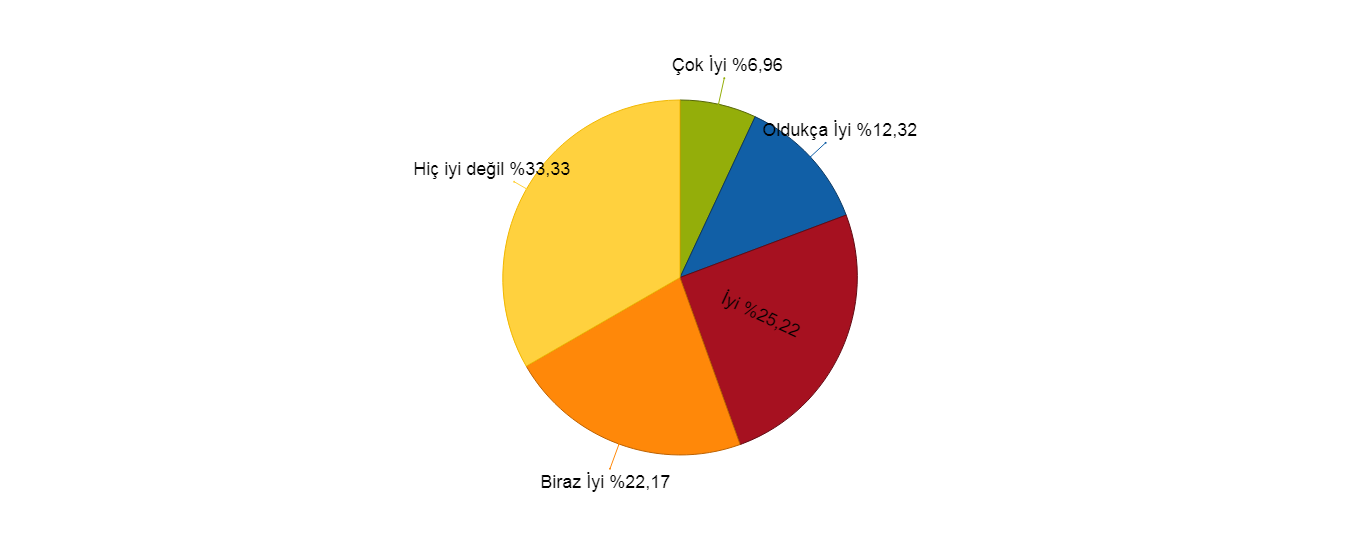 Çok İyi %6,96
Oldukça İyi %12,32
Hiç iyi değil %33,33
İyi %25,22
Biraz İyi %22,17